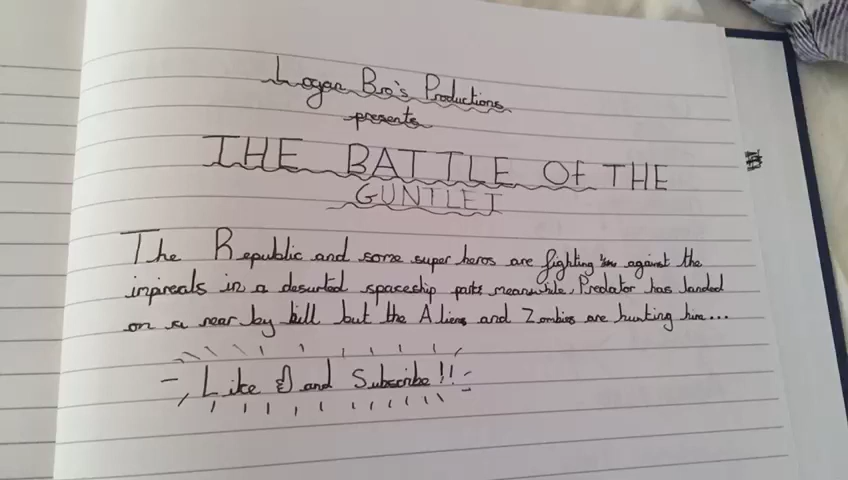 Logan Bro's Productions
presents
THE BATTLE OF THE
GUNTLET
The Republic and some super heros are fighting against the
inpireals in a desurted spaceship parts meanwhile, Predator has landed
on a near by hill but the Aliens and Zombies are hunting him...
Like and Subscribe!!